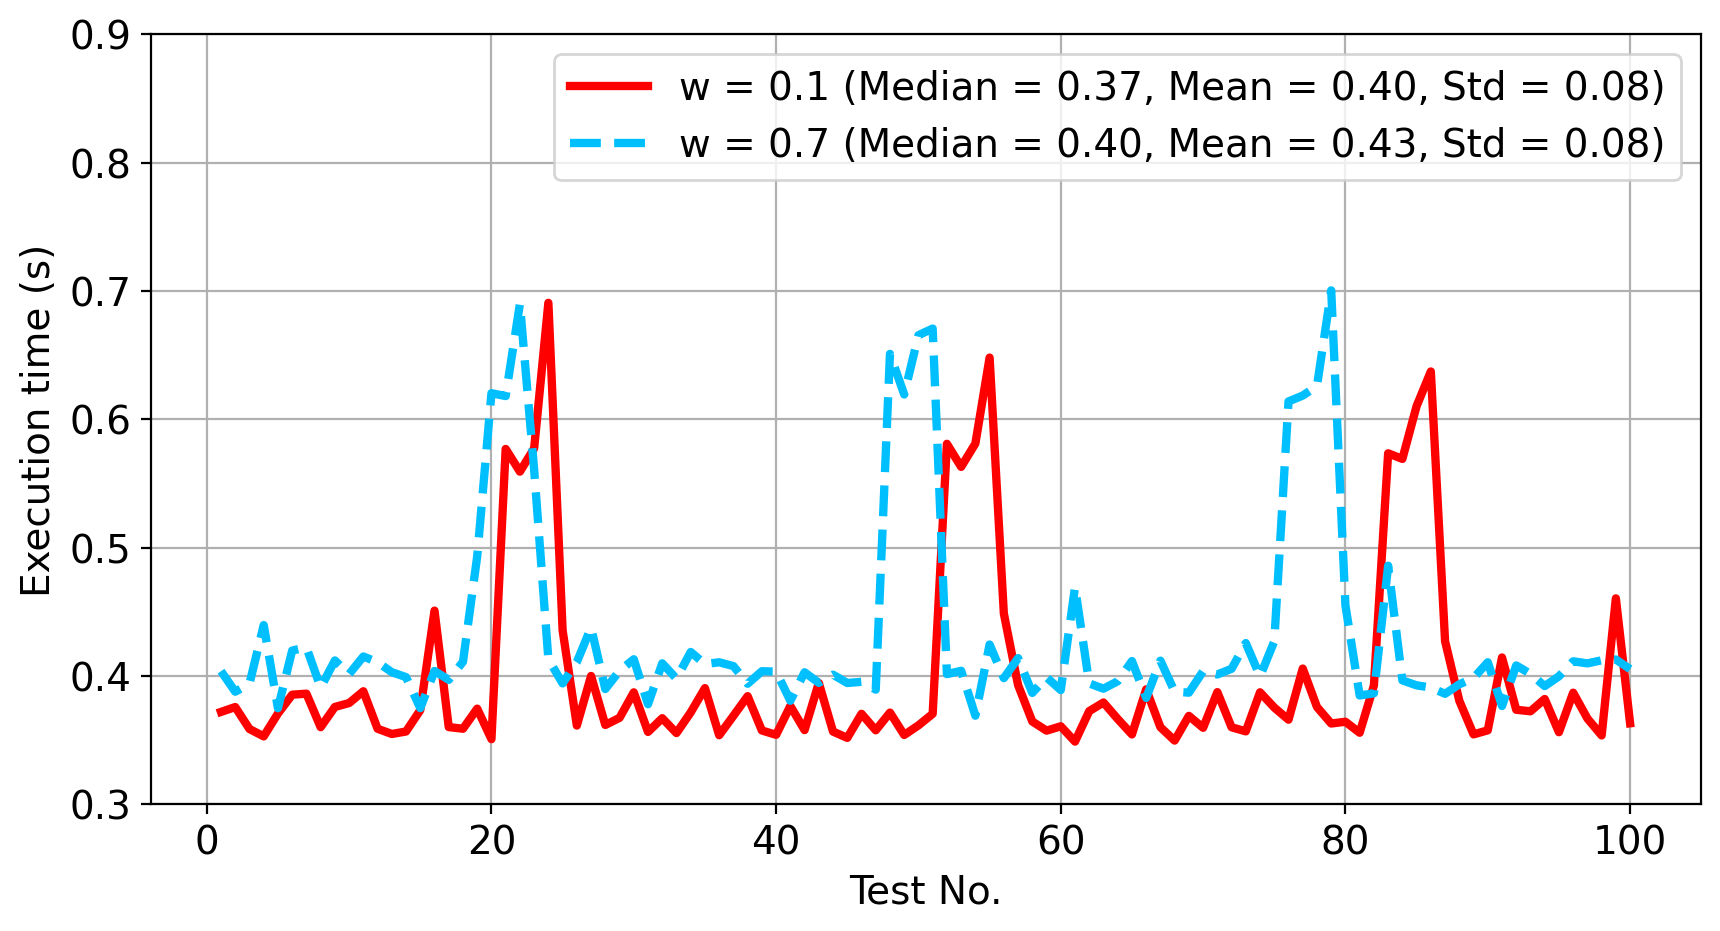 w = 0.1 (Median = 0.37, Mean = 0.40, Std = 0.08)
w = 0.7 (Median = 0.40, Mean = 0.43, Std = 0.08)
Execution time (s)
0.9
0.8
0.7
0.6
0.5
0.4
0.3
0 20 40 60 80 100
Test No.